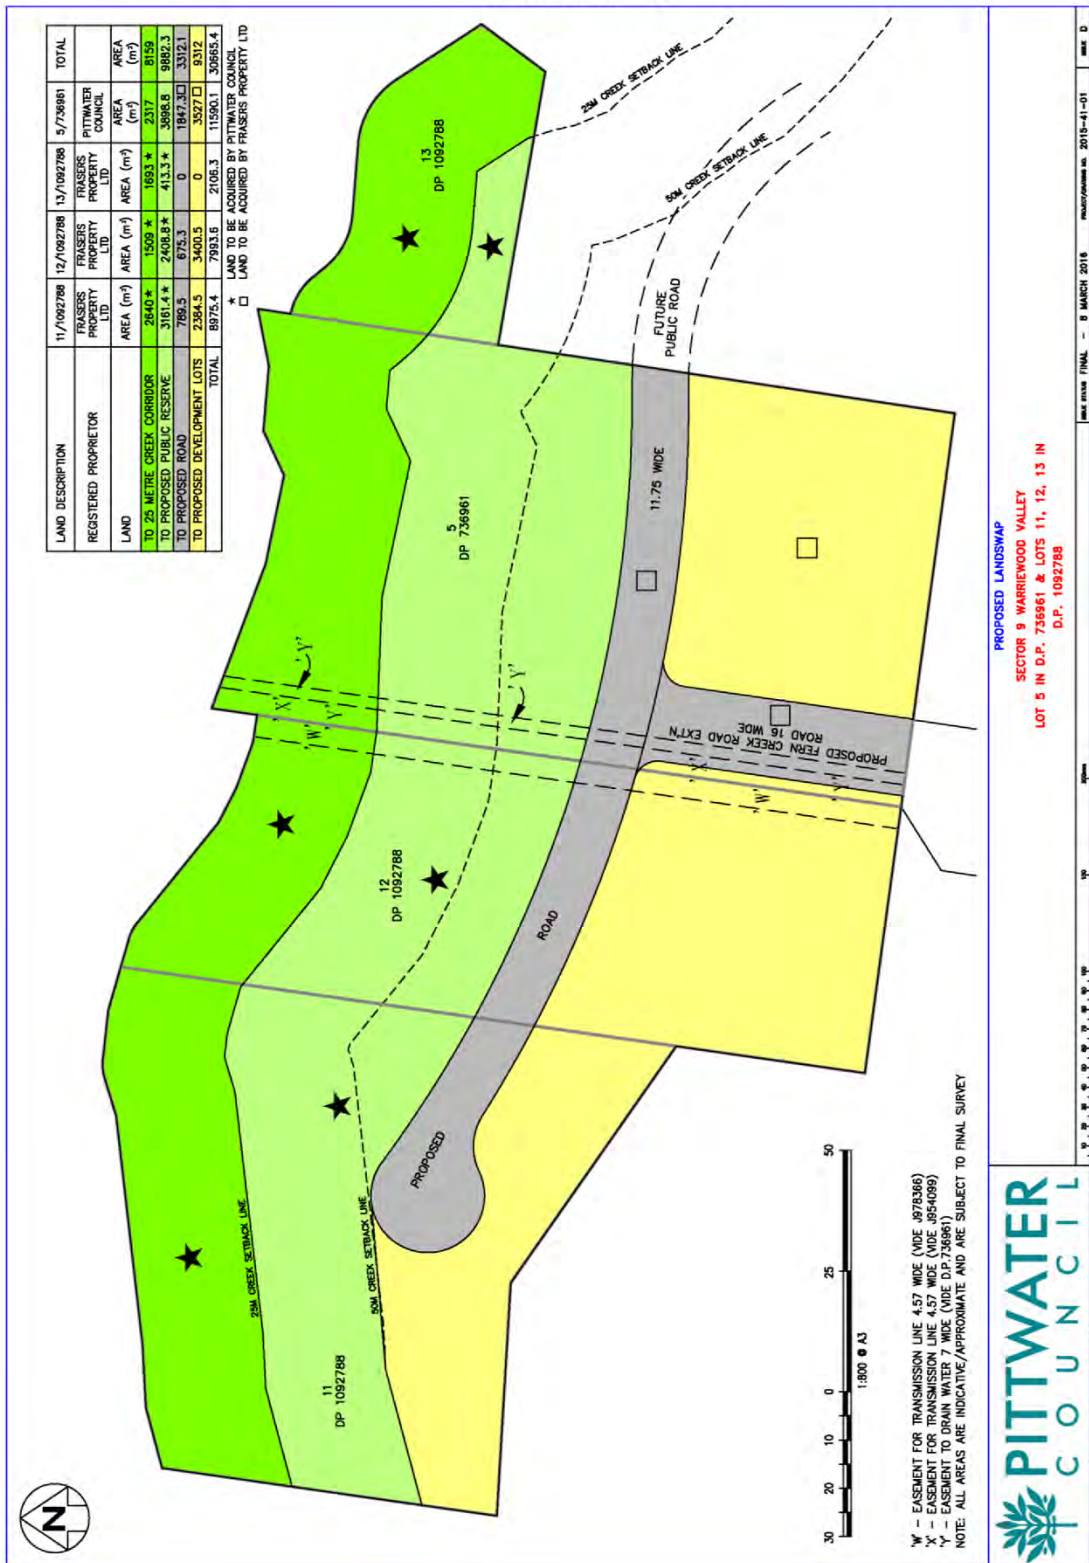 LAND DESCRIPTION 11/1092788 12/1092788 13/1092788 5/736961 TOTAL
REGISTERED PROPRIETOR FRASERS PROPERTY LTD FRASERS PROPERTY LTD FRASERS PROPERTY LTD PITTWATER COUNCIL
LAND AREA (m²) AREA (m²) AREA (m²) AREA (m²) AREA (m²)
TO 25 METRE CREEK CORRIDOR 2640 ★ 1509 ★ 1693 ★ 2317 8159
TO PROPOSED PUBLIC RESERVE 3161.4 ★ 2408.8 ★ 413.3 ★ 3898.8 9882.3
TO PROPOSED ROAD 789.5 675.3 0 1847.3 □ 3312.1
TO PROPOSED DEVELOPMENT LOTS 2384.5 3400.5 0 3527 □ 9312
TOTAL 8975.4 7993.6 2106.3 11590.1 30665.4
★ LAND TO BE ACQUIRED BY PITTWATER COUNCIL
□ LAND TO BE ACQUIRED BY FRASERS PROPERTY LTD
N
13
DP 1092788
25M CREEK SETBACK LINE
50M CREEK SETBACK LINE
FUTURE
PUBLIC ROAD
5
DP 736961
11.75 WIDE
'Y'
'X'
'Y'
'W'
'Y'
PROPOSED FERN CREEK ROAD EXT'N
ROAD 16 WIDE
'X'
'W'
'Y'
12
DP 1092788
ROAD
PROPOSED
25M CREEK SETBACK LINE
50M CREEK SETBACK LINE
11
DP 1092788
30 20 10 0 25 50
1:800 @ A3
'W' - EASEMENT FOR TRANSMISSION LINE 4.57 WIDE (VIDE J978366)
'X' - EASEMENT FOR TRANSMISSION LINE 4.57 WIDE (VIDE J954099)
'Y' - EASEMENT TO DRAIN WATER 7 WIDE (VIDE D.P.736961)
NOTE: ALL AREAS ARE INDICATIVE/APPROXIMATE AND ARE SUBJECT TO FINAL SURVEY
PITTWATER
COUNCIL
PROPOSED LANDSWAP
SECTOR 9 WARRIEWOOD VALLEY
LOT 5 IN D.P. 736961 & LOTS 11, 12, 13 IN
D.P. 1092788
FINAL - 8 MARCH 2016
2015-41-01
D